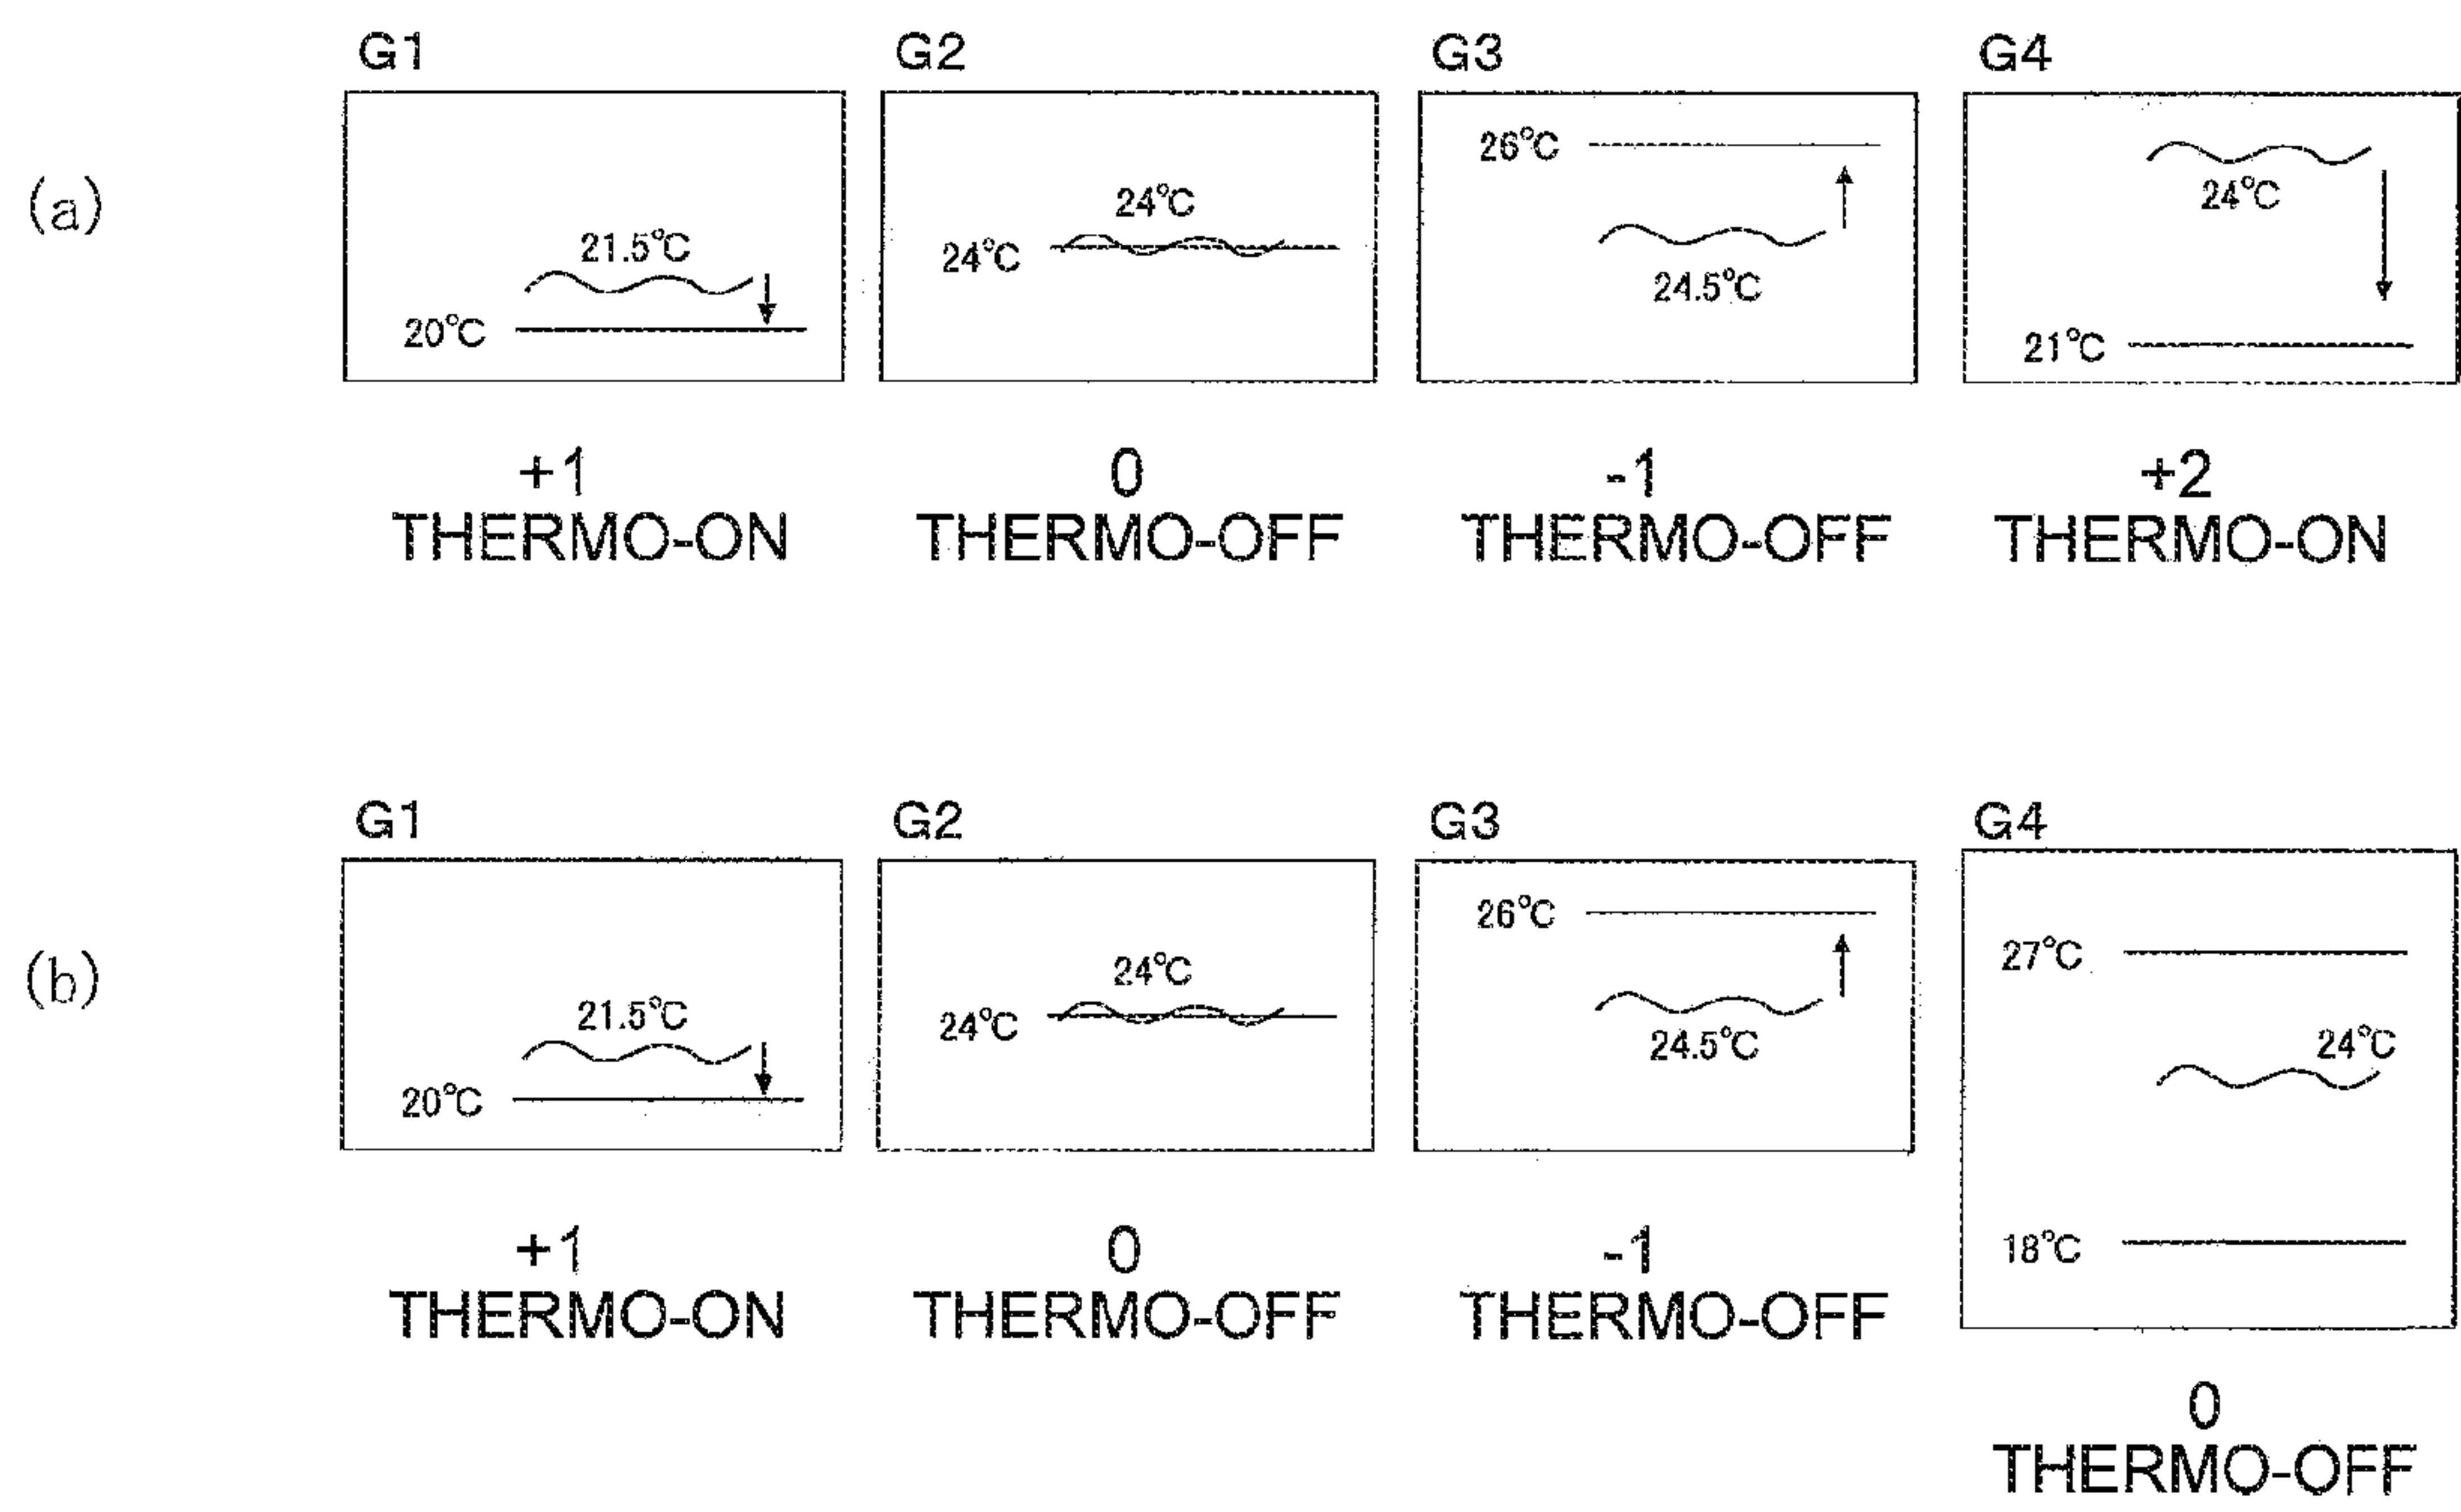 G1
G2
G3
G4
(a)
21.5°C
20°C
24°C
24°C
26°C
24.5°C
24°C
21°C
+1
THERMO-ON
0
THERMO-OFF
-1
THERMO-OFF
+2
THERMO-ON
G1
G2
G3
G4
(b)
21.5°C
20°C
24°C
24°C
26°C
24.5°C
27°C
24°C
18°C
+1
THERMO-ON
0
THERMO-OFF
-1
THERMO-OFF
0
THERMO-OFF